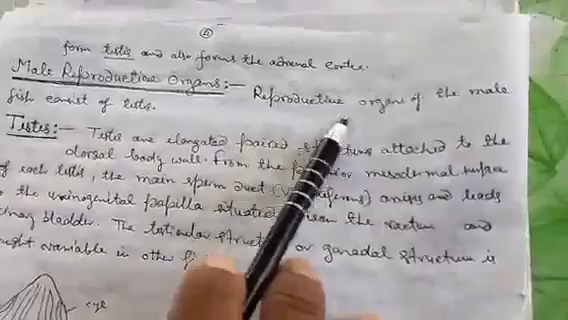 ④
form testis and also forms the adrenal cortex.
Male Reproductive Organs:- Reproductive organs of the male
fish consist of testis.
Testes:- Testis are elongated paired attached to the
dorsal body wall. From the mesodermal surface
of each testis, the main sperm duct arises and leads
the urinogenital papilla situated the rectum and
bladder. The testicular or gonadal structure is
variable in other
eye